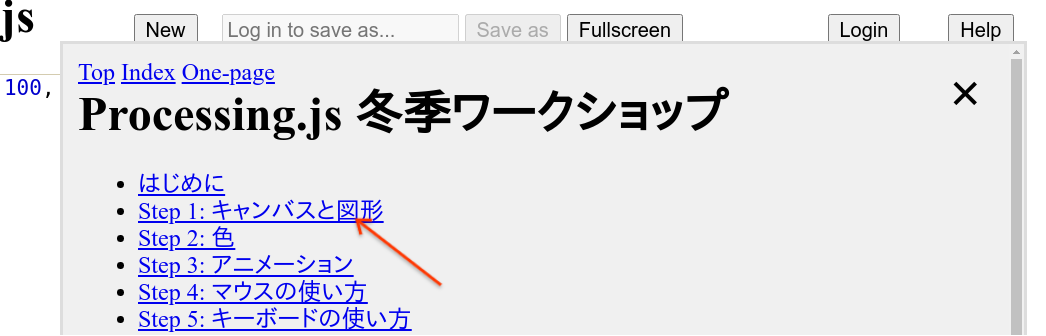 js
New Log in to save as... Save as Fullscreen Login Help
100,
Top Index One-page
Processing.js 冬季ワークショップ
はじめに
Step 1: キャンバスと図形
Step 2: 色
Step 3: アニメーション
Step 4: マウスの使い方
Step 5: キーボードの使い方